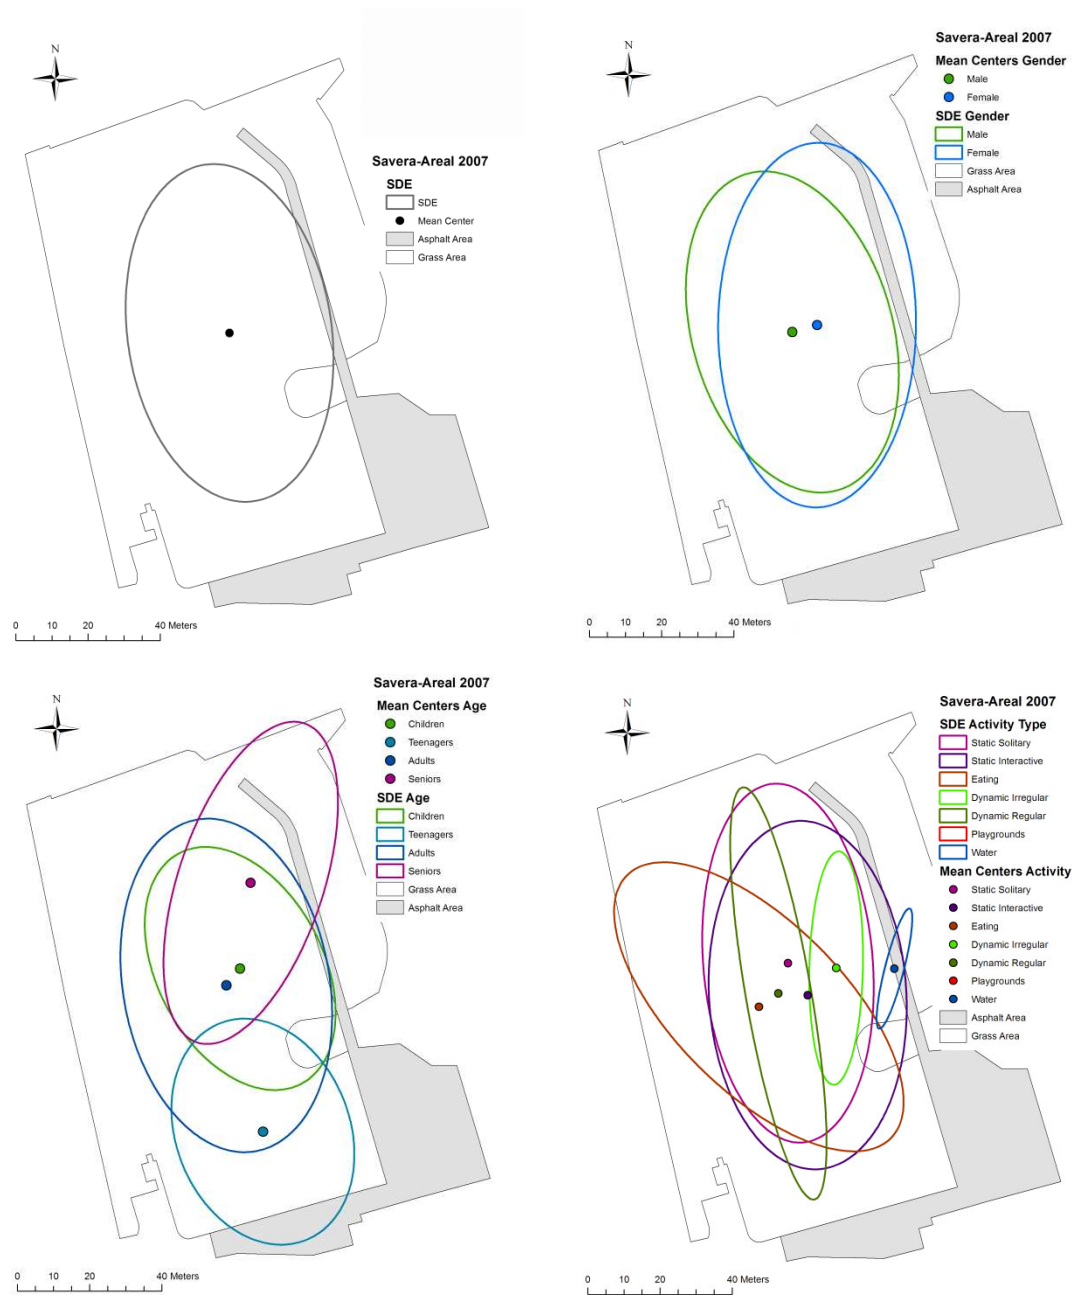 N
Savera-Areal 2007
SDE
SDE
Mean Center
Asphalt Area
Grass Area
0 10 20 40 Meters
N
Savera-Areal 2007
Mean Centers Gender
Male
Female
SDE Gender
Male
Female
Grass Area
Asphalt Area
0 10 20 40 Meters
N
Savera-Areal 2007
Mean Centers Age
Children
Teenagers
Adults
Seniors
SDE Age
Children
Teenagers
Adults
Seniors
Grass Area
Asphalt Area
0 10 20 40 Meters
N
Savera-Areal 2007
SDE Activity Type
Static Solitary
Static Interactive
Eating
Dynamic Irregular
Dynamic Regular
Playgrounds
Water
Mean Centers Activity
Static Solitary
Static Interactive
Eating
Dynamic Irregular
Dynamic Regular
Playgrounds
Water
Asphalt Area
Grass Area
0 10 20 40 Meters